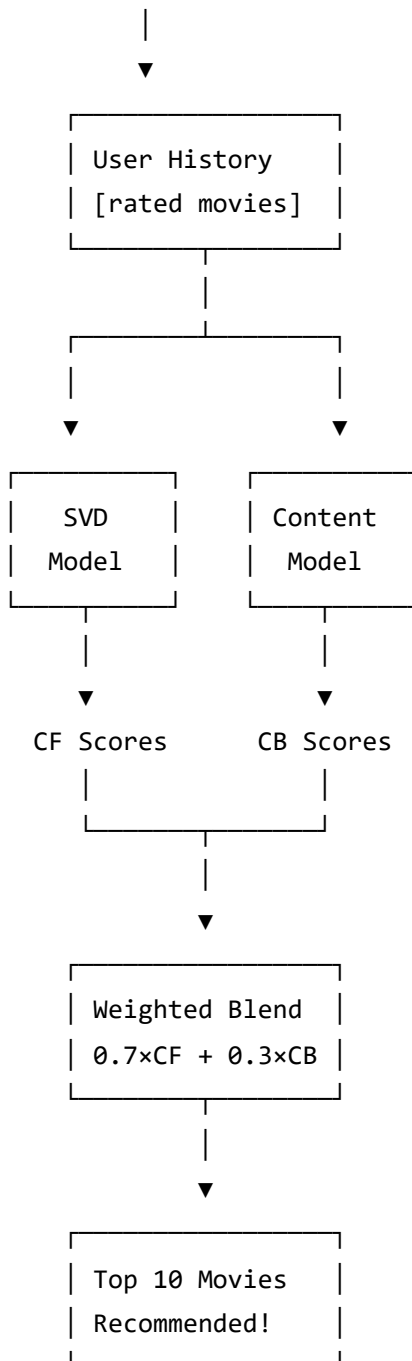 User History
[rated movies]
SVD Content
Model Model
CF Scores CB Scores
Weighted Blend
0.7×CF + 0.3×CB
Top 10 Movies
Recommended!